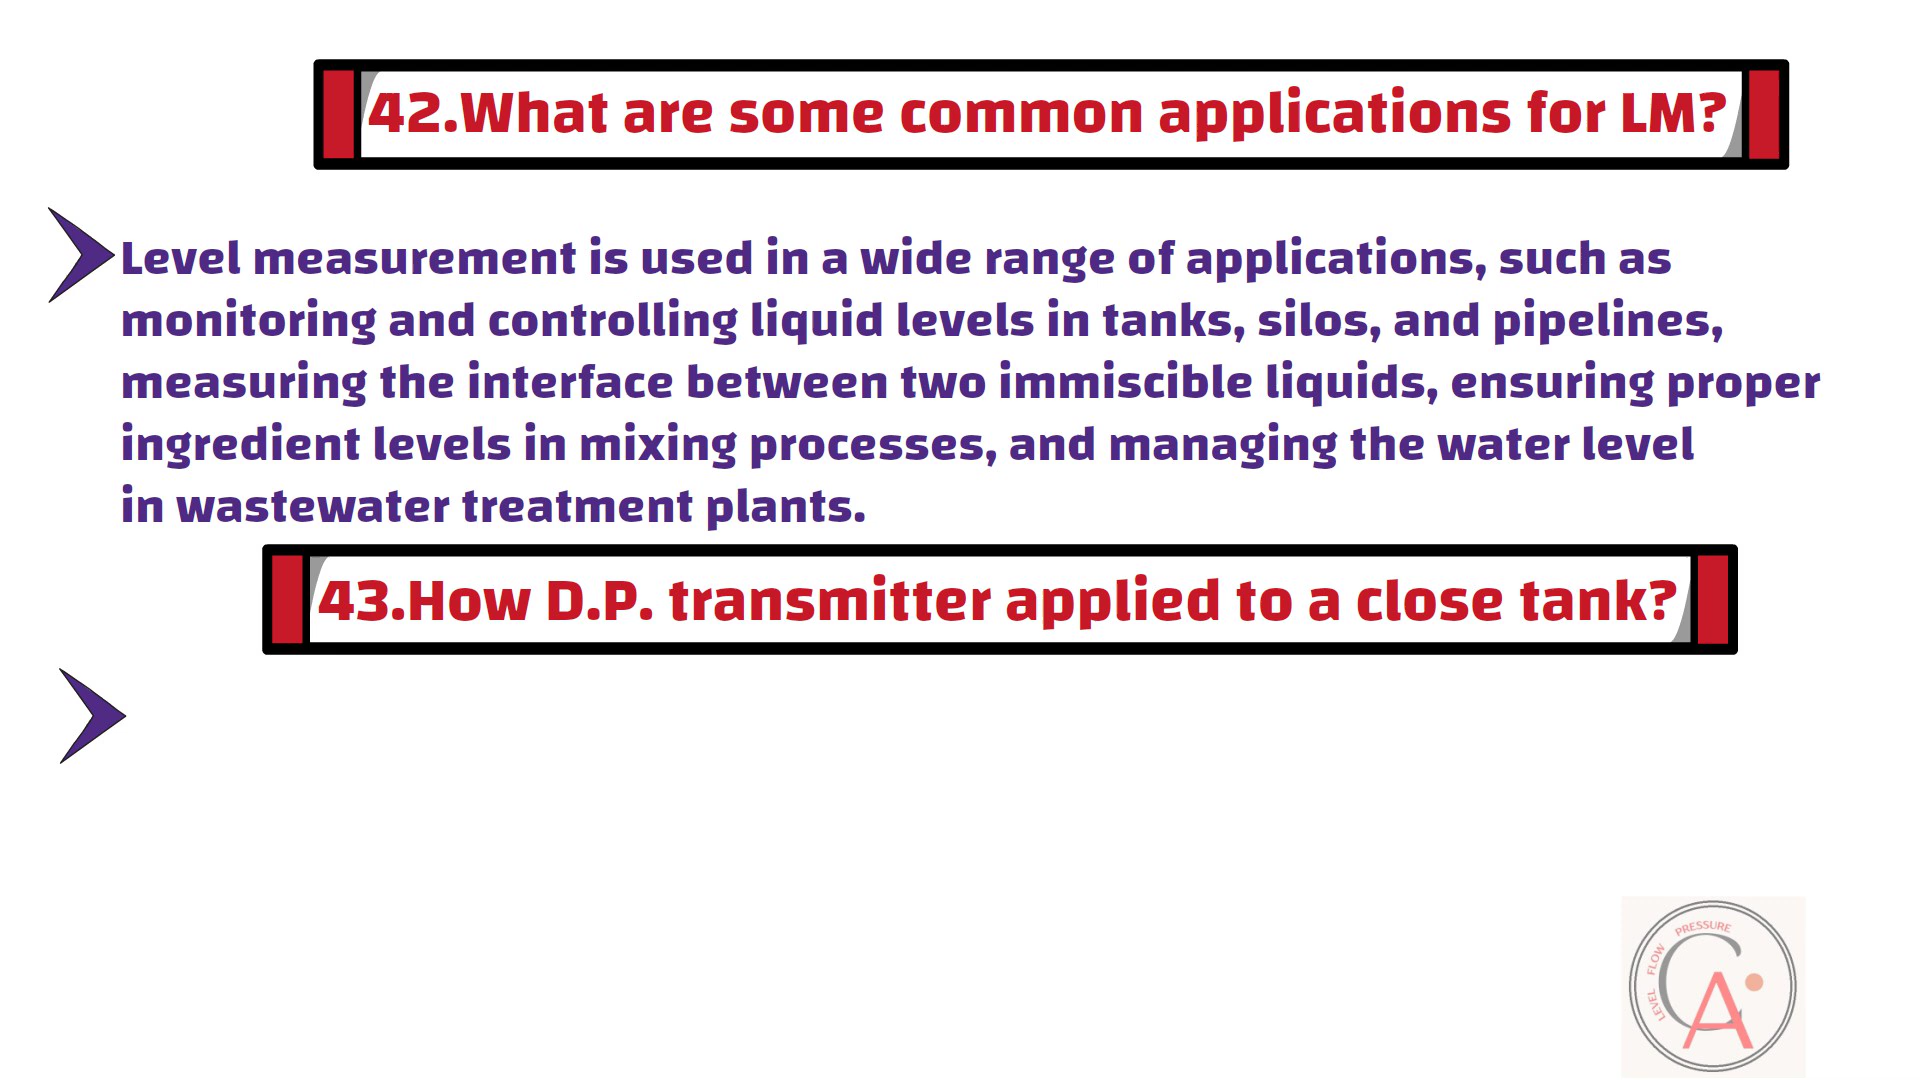 42.What are some common applications for LM?
Level measurement is used in a wide range of applications, such as
monitoring and controlling liquid levels in tanks, silos, and pipelines,
measuring the interface between two immiscible liquids, ensuring proper
ingredient levels in mixing processes, and managing the water level
in wastewater treatment plants.
43.How D.P. transmitter applied to a close tank?
PRESSURE
FLOW
LEVEL
CA